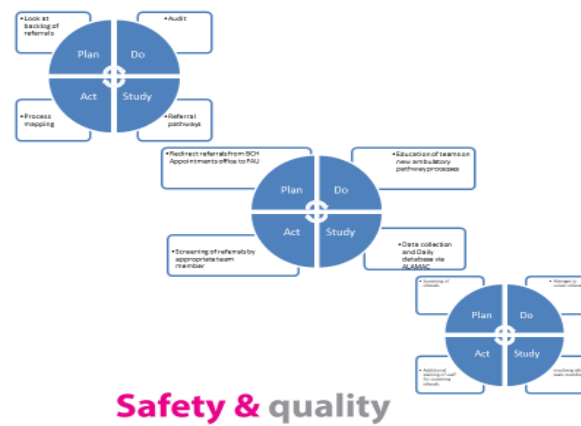 •Look at
backlog of
referrals
•Audit
Plan
Do
Act
Study
•Process
mapping
•Referral
pathways
•Redirect referrals from BCH
Appointments office to FAU
•Education of teams on
new ambulatory
pathway processes
Plan
Do
Act
Study
•Screening of referrals by
appropriate team
member
•Data collection
and Daily
database via
ALAMAC
•Screening of
referrals
•Manager to
Plan
Do
Act
Study
•Additional
training of staff
for screening
referrals
Safety & quality